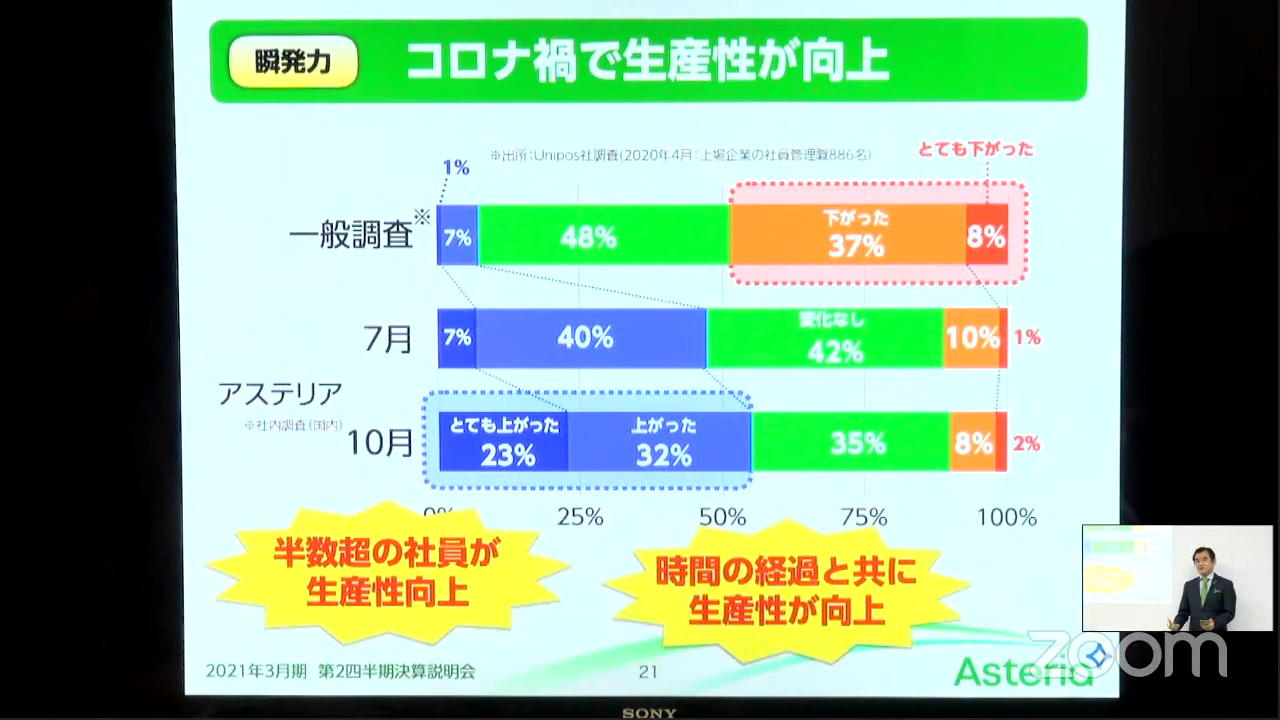 瞬発力
コロナ禍で生産性が向上
※出所:Unipos社調査(2020年4月:上場企業の社員管理職886名)
とても下がった
1%
一般調査※
7%
48%
下がった
37%
8%
7月
7%
40%
変化なし
42%
10%
1%
アステリア
※社内調査(国内)
10月
とても上がった
23%
上がった
32%
35%
8%
2%
0%
25%
50%
75%
100%
半数超の社員が
生産性向上
時間の経過と共に
生産性が向上
2021年3月期 第2四半期決算説明会
21
Asteria
zoom
SONY